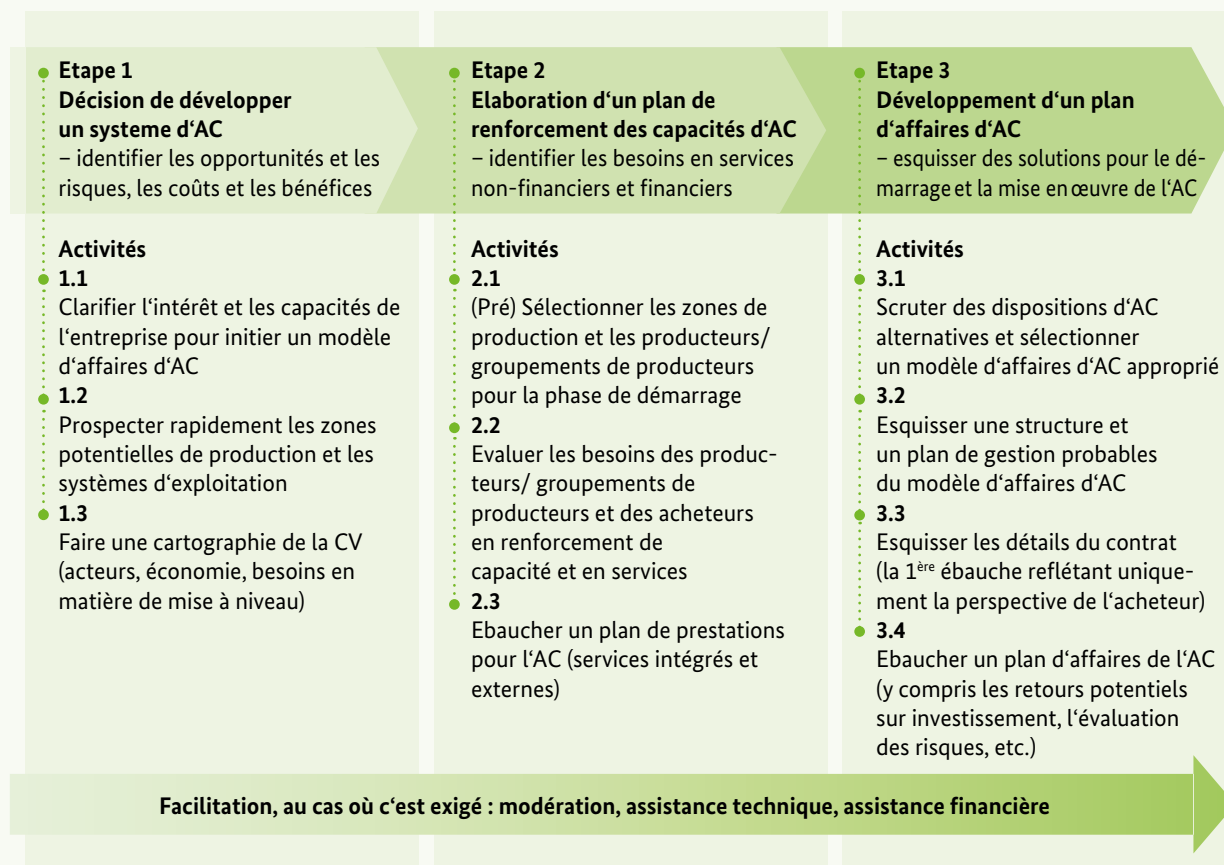 Etape 1
Décision de développer
un systeme d‘AC
– identifier les opportunités et les
risques, les coûts et les bénéfices
Activités
1.1
Clarifier l‘intérêt et les capacités de
l‘entreprise pour initier un modèle
d‘affaires d‘AC
1.2
Prospecter rapidement les zones
potentielles de production et les
systèmes d‘exploitation
1.3
Faire une cartographie de la CV
(acteurs, économie, besoins en
matière de mise à niveau)
Etape 2
Elaboration d‘un plan de
renforcement des capacités d‘AC
– identifier les besoins en services
non-financiers et financiers
Activités
2.1
(Pré) Sélectionner les zones de
production et les producteurs/
groupements de producteurs
pour la phase de démarrage
2.2
Evaluer les besoins des produc-
teurs/ groupements de
producteurs et des acheteurs
en renforcement de
capacité et en services
2.3
Ebaucher un plan de prestations
pour l‘AC (services intégrés et
externes)
Etape 3
Développement d‘un plan
d‘affaires d‘AC
– esquisser des solutions pour le dé-
marrage et la mise en œuvre de l‘AC
Activités
3.1
Scruter des dispositions d‘AC
alternatives et sélectionner
un modèle d‘affaires d‘AC approprié
3.2
Esquisser une structure et
un plan de gestion probables
du modèle d‘affaires d‘AC
3.3
Esquisser les détails du contrat
(la 1ère ébauche reflétant unique-
ment la perspective de l‘acheteur)
3.4
Ebaucher un plan d‘affaires de l‘AC
(y compris les retours potentiels
sur investissement, l‘évaluation
des risques, etc.)
Facilitation, au cas où c‘est exigé : modération, assistance technique, assistance financière